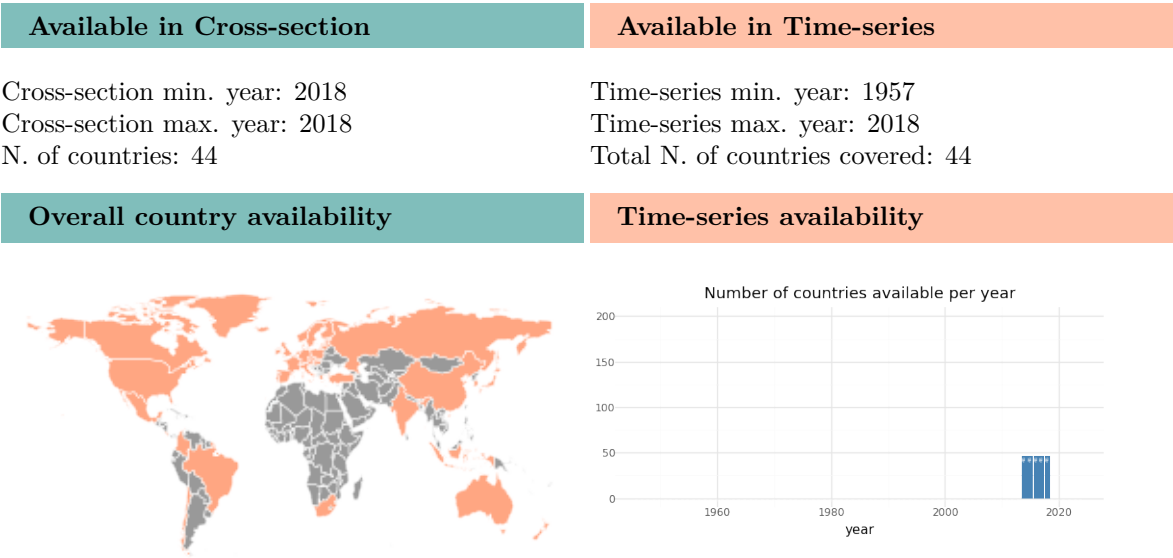 Available in Cross-section
Available in Time-series
Cross-section min. year: 2018
Cross-section max. year: 2018
N. of countries: 44
Time-series min. year: 1957
Time-series max. year: 2018
Total N. of countries covered: 44
Overall country availability
Time-series availability
Number of countries available per year
200
150
100
50
0
1960
1980
2000
2020
year